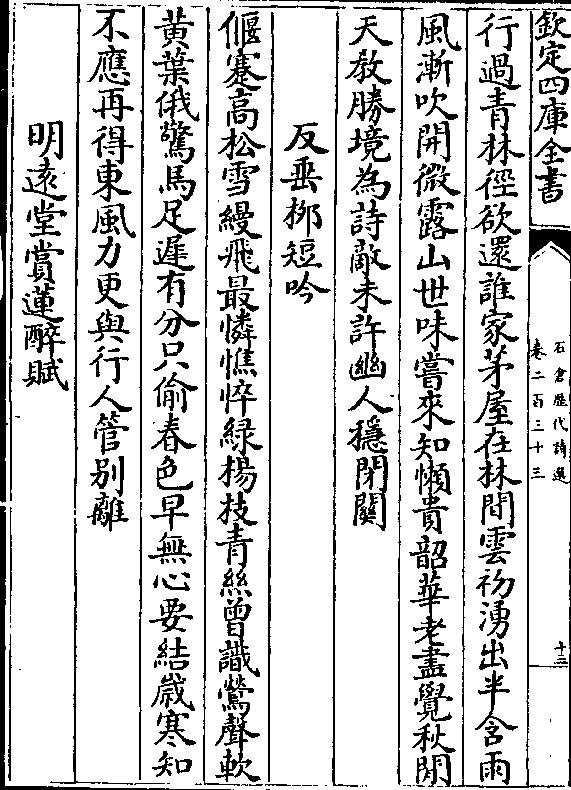 欽定四庫全書
石倉歴代詩選
卷二百三十三
十三
行過青林徑欲還誰家茅屋在林間雲初湧出半含雨
風漸吹開微露山世味嘗來知懶貴韶華老盡覺秋閒
天教勝境為詩敵未許幽人穩閉關
反垂栁短吟
偃蹇高松雪縵飛最憐憔悴緑楊枝青絲曾識鶯聲軟
黄葉俄驚馬足遲有分只偷春色早無心要結歲寒知
不應再得東風力更與行人管别離
明逺堂賞蓮醉賦